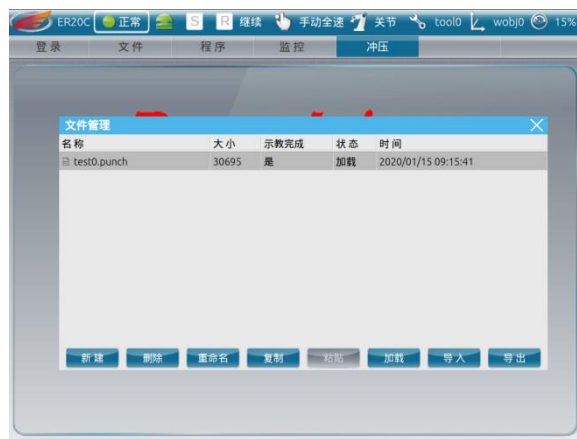 ER20C 正常 S R 继续 手动全速 关节 tool0 wobj0 15%
登录 文件 程序 监控 冲压
文件管理
名称 大小 示教完成 状态 时间
test0.punch 30695 是 加载 2020/01/15 09:15:41
新建 删除 重命名 复制 粘贴 加载 导入 导出